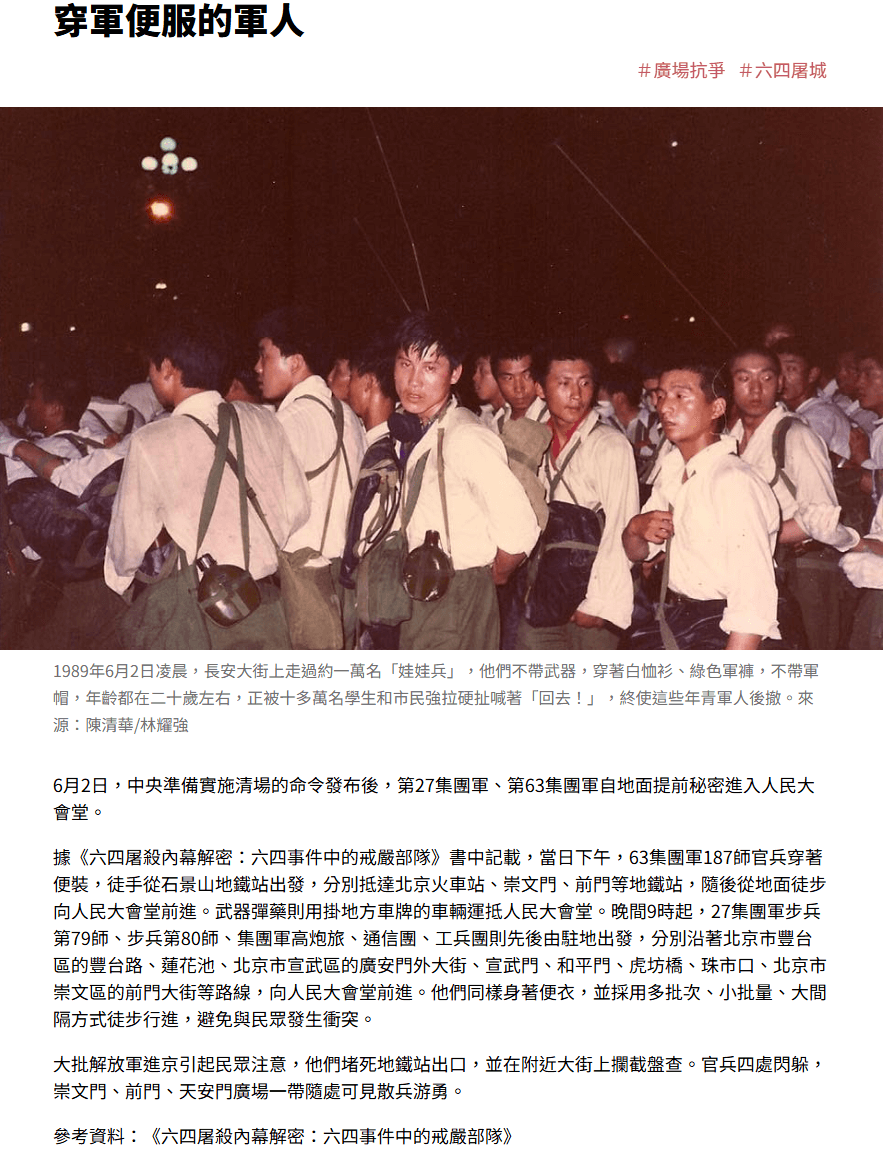 穿軍便服的軍人
＃廣場抗爭 ＃六四屠城
1989年6月2日凌晨，長安大街上走過約一萬名「娃娃兵」，他們不帶武器，穿著白恤衫、綠色軍褲，不帶軍
帽，年齡都在二十歲左右，正被十多萬名學生和市民強拉硬扯喊著「回去！」，終使這些年青軍人後撤。來
源：陳清華/林耀強
6月2日，中央準備實施清場的命令發布後，第27集團軍、第63集團軍自地面提前秘密進入人民大
會堂。
據《六四屠殺內幕解密：六四事件中的戒嚴部隊》書中記載，當日下午，63集團軍187師官兵穿著
便裝，徒手從石景山地鐵站出發，分別抵達北京火車站、崇文門、前門等地鐵站，隨後從地面徒步
向人民大會堂前進。武器彈藥則用掛地方車牌的車輛運抵人民大會堂。晚間9時起，27集團軍步兵
第79師、步兵第80師、集團軍高炮旅、通信團、工兵團則先後由駐地出發，分別沿著北京市豐台
區的豐台路、蓮花池、北京市宣武區的廣安門外大街、宣武門、和平門、虎坊橋、珠市口、北京市
崇文區的前門大街等路線，向人民大會堂前進。他們同樣身著便衣，並採用多批次、小批量、大間
隔方式徒步行進，避免與民眾發生衝突。
大批解放軍進京引起民眾注意，他們堵死地鐵站出口，並在附近大街上攔截盤查。官兵四處閃躲，
崇文門、前門、天安門廣場一帶隨處可見散兵游勇。
參考資料：《六四屠殺內幕解密：六四事件中的戒嚴部隊》